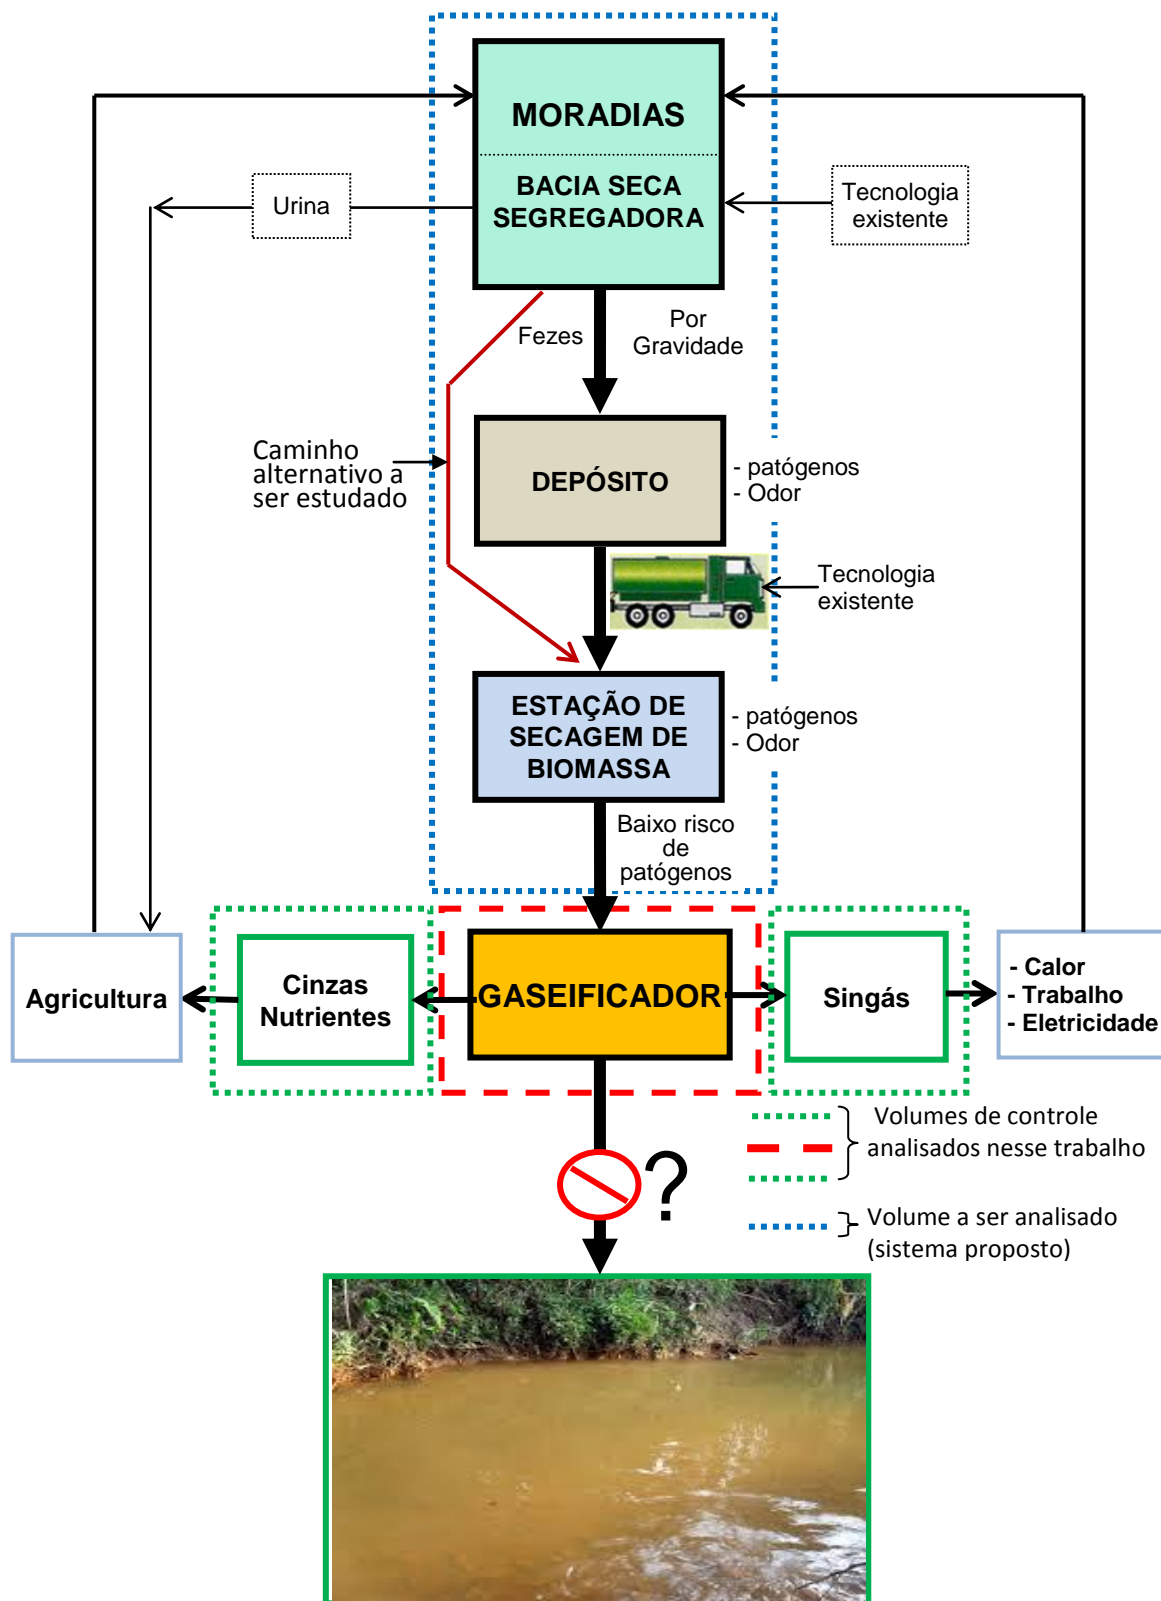 MORADIAS
BACIA SECA
SEGREGADORA
Urina
Tecnologia
existente
Fezes
Por
Gravidade
Caminho
alternativo a
ser estudado
DEPÓSITO
- patógenos
- Odor
Tecnologia
existente
ESTAÇÃO DE
SECAGEM DE
BIOMASSA
- patógenos
- Odor
Baixo risco
de
patógenos
Agricultura
Cinzas
Nutrientes
GASEIFICADOR
Singás
- Calor
- Trabalho
- Eletricidade
Volumes de controle
analisados nesse trabalho
?
Volume a ser analisado
(sistema proposto)